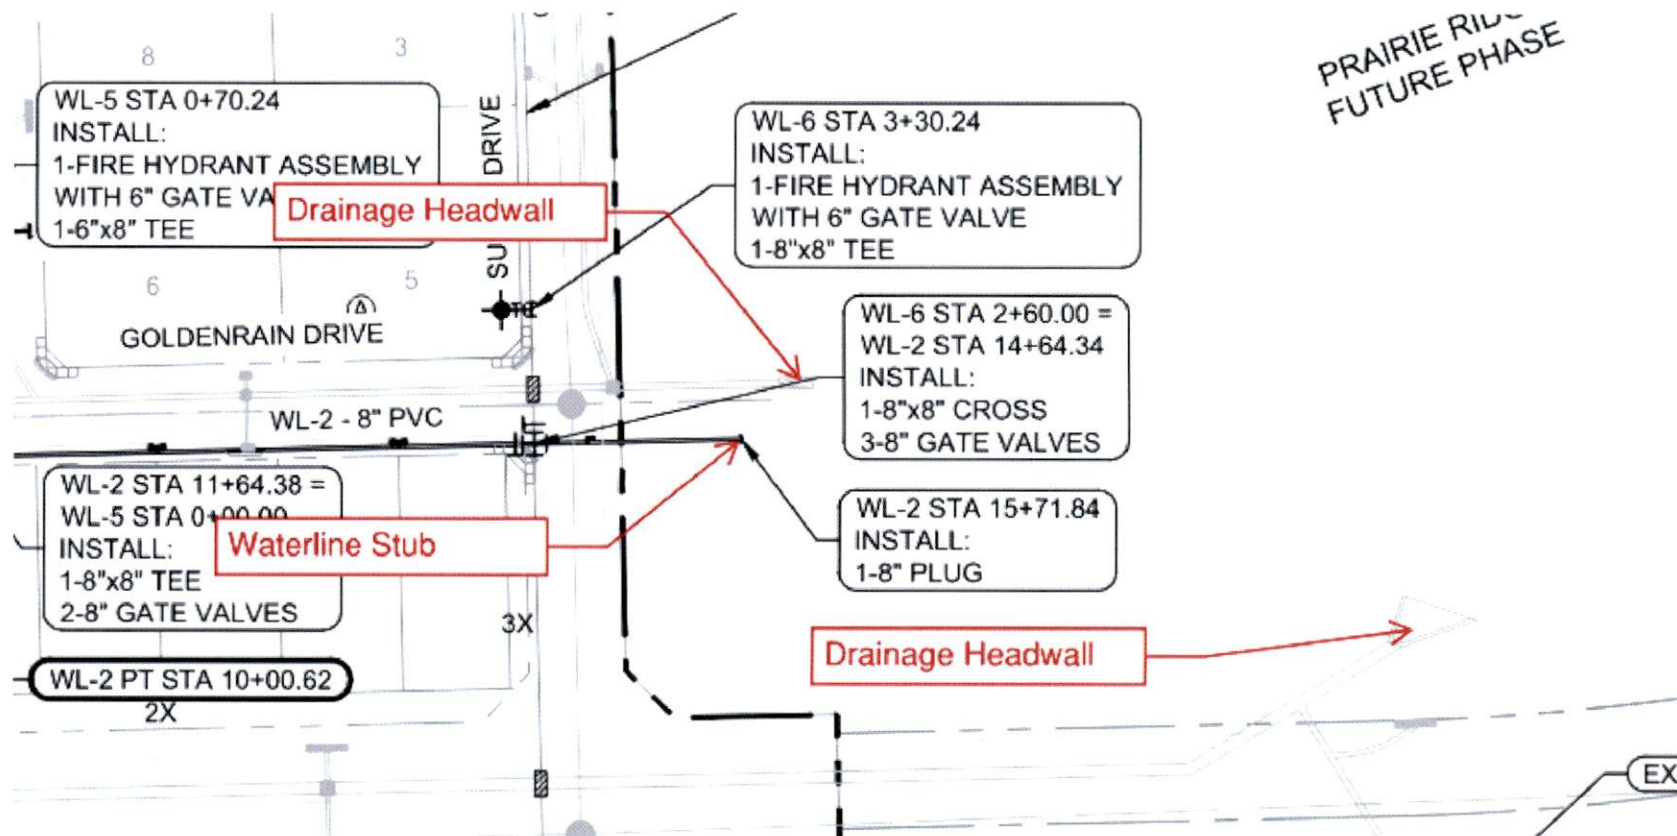 8
3
PRAIRIE
FUTURE PHASE
WL-5 STA 0+70.24
INSTALL:
1-FIRE HYDRANT ASSEMBLY
WITH 6" GATE
1-6"x8" TEE
Drainage Headwall
DRIVE
WL-6 STA 3+30.24
INSTALL:
1-FIRE HYDRANT ASSEMBLY
WITH 6" GATE VALVE
1-8"x8" TEE
6
5
A
GOLDENRAIN DRIVE
WL-6 STA 2+60.00 =
WL-2 STA 14+64.34
INSTALL:
1-8"x8" CROSS
3-8" GATE VALVES
WL-2 - 8" PVC
WL-2 STA 11+64.38 =
WL-5 STA 0+00.00
INSTALL:
1-8"x8" TEE
2-8" GATE VALVES
Waterline Stub
WL-2 STA 15+71.84
INSTALL:
1-8" PLUG
3X
Drainage Headwall
WL-2 PT STA 10+00.62
2X
EX